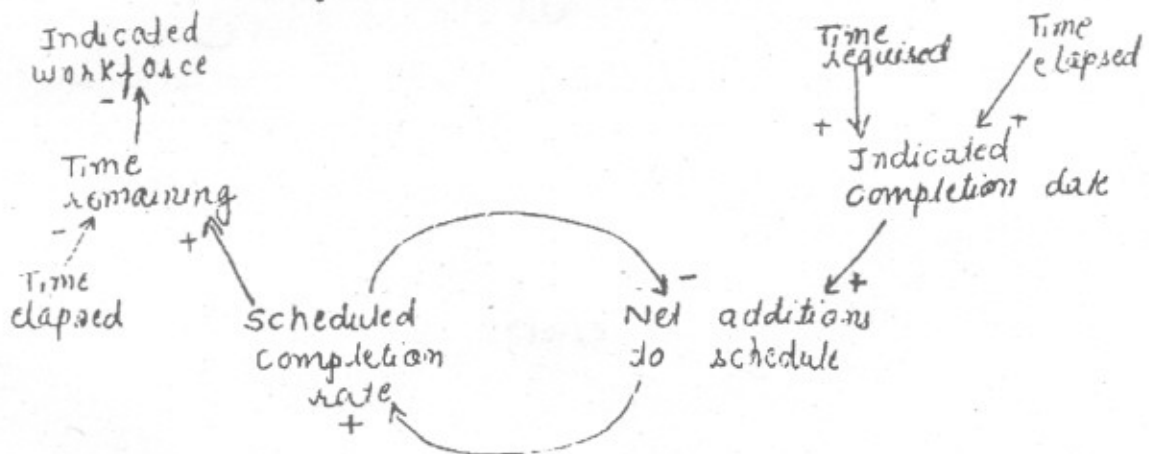 Indicated
workforce
-
Time
remaining
-
+
Time
elapsed
Scheduled
completion
rate
+
Time
required
Time
elapsed
+
+
Indicated
completion date
-
+
Net additions
to schedule